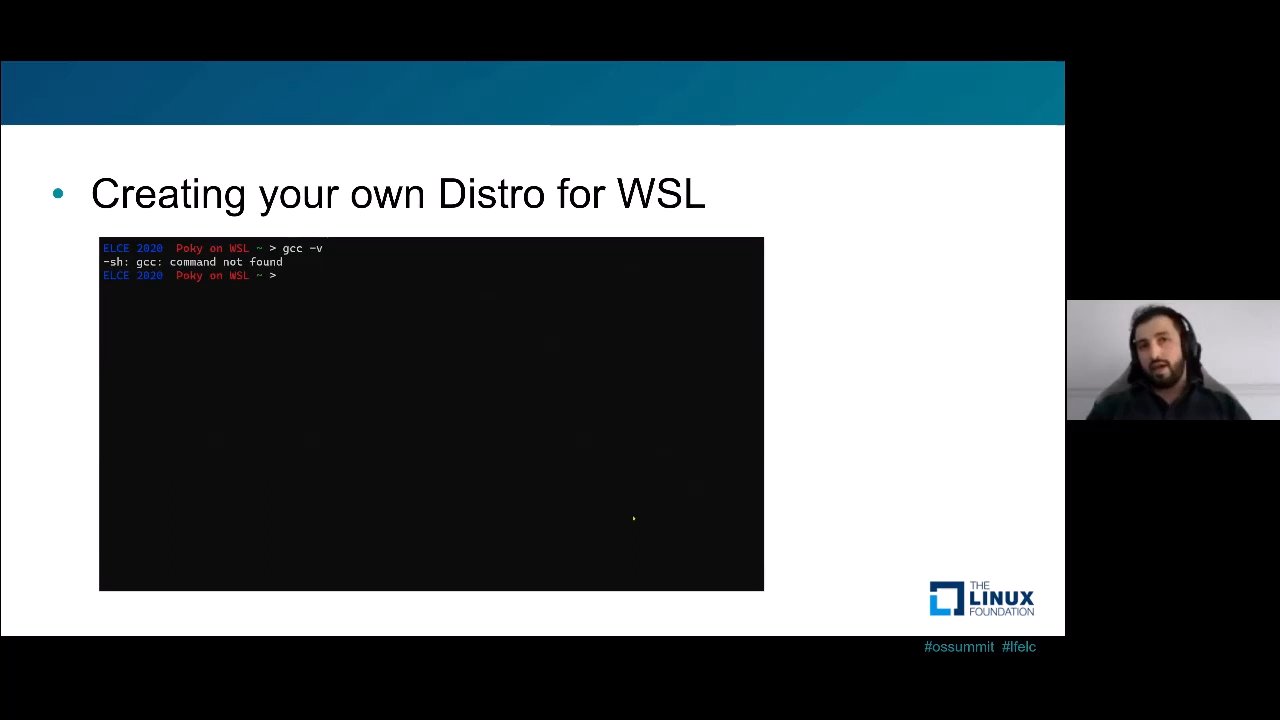 • Creating your own Distro for WSL
ELCE 2020 Poky on WSL ~ > gcc -v
-sh: gcc: command not found
ELCE 2020 Poky on WSL ~ >
THE
LINUX
FOUNDATION
#ossummit #lfelc